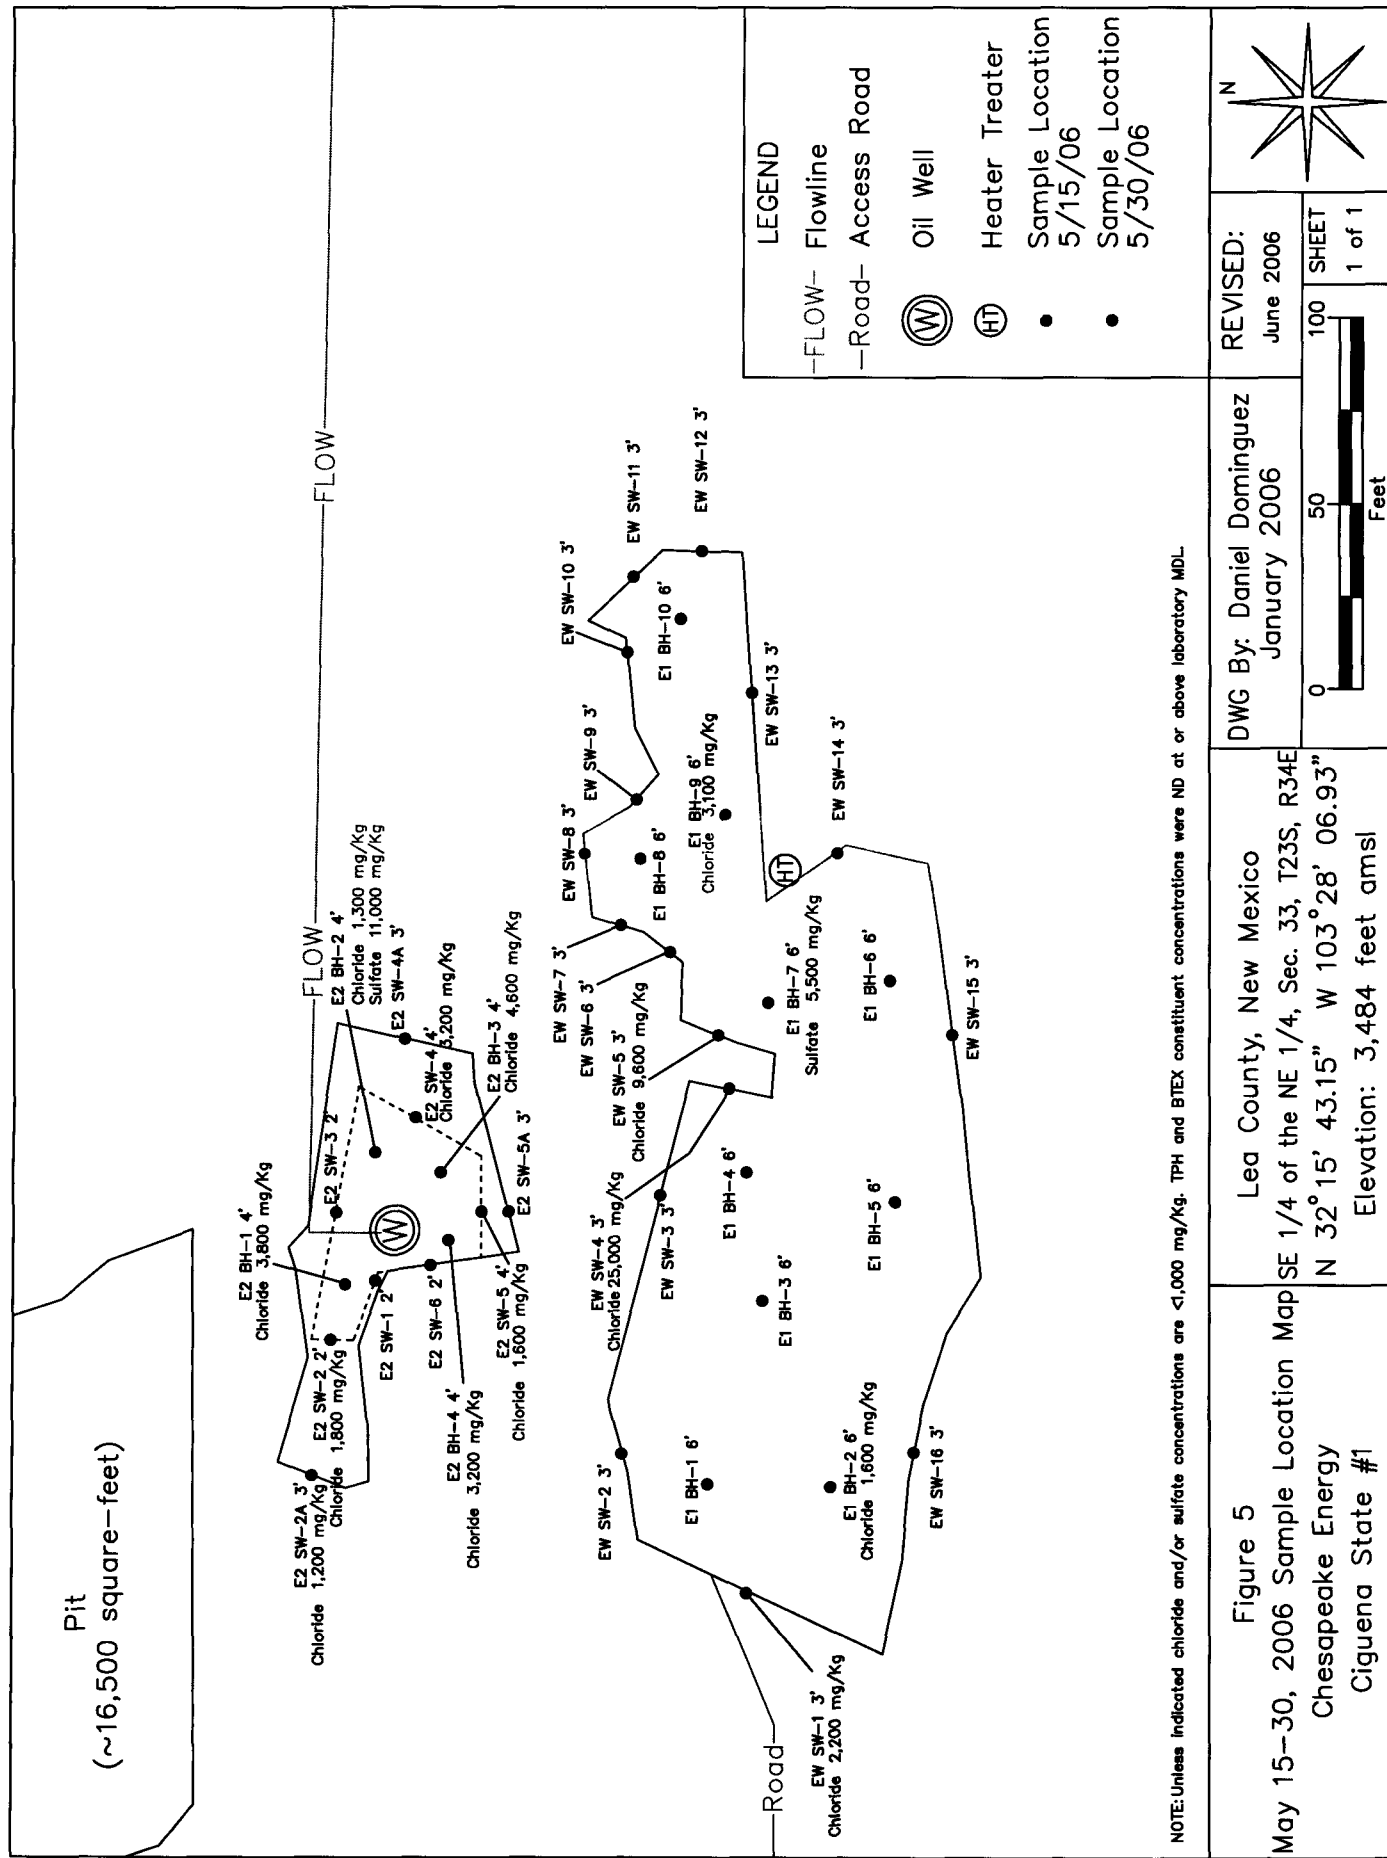 Pit
(~16,500 square-feet)
FLOW
FLOW
E2 BH-1 4'
Chloride 3,800 mg/Kg
E2 SW-3 2'
E2 BH-2 4'
Chloride 1,300 mg/Kg
Sulfate 11,000 mg/Kg
E2 SW-4A 3'
E2 SW-4 4'
Chloride 3,200 mg/Kg
E2 BH-3 4'
Chloride 4,600 mg/Kg
E2 SW-5A 3'
E2 SW-2A 3'
Chloride 1,200 mg/Kg
E2 SW-2 2'
Chloride 1,800 mg/Kg
E2 SW-1 2'
W
E2 SW-6 2'
E2 BH-4 4'
Chloride 3,200 mg/Kg
E2 SW-5 4'
Chloride 1,600 mg/Kg
EW SW-2 3'
EW SW-4 3'
Chloride 25,000 mg/Kg
EW SW-3 3'
EW SW-5 3'
Chloride 9,600 mg/Kg
EW SW-6 3'
EW SW-7 3'
EW SW-8 3'
EW SW-9 3'
EW SW-10 3'
EW SW-11 3'
EW SW-12 3'
E1 BH-10 6'
E1 BH-8 6'
E1 BH-9 6'
Chloride 3,100 mg/Kg
EW SW-13 3'
HT
EW SW-14 3'
E1 BH-1 6'
E1 BH-3 6'
E1 BH-4 6'
E1 BH-7 6'
Sulfate 5,500 mg/Kg
E1 BH-2 6'
Chloride 1,600 mg/Kg
E1 BH-5 6'
E1 BH-6 6'
EW SW-15 3'
EW SW-16 3'
Road
EW SW-1 3'
Chloride 2,200 mg/Kg
LEGEND
-FLOW- Flowline
-Road- Access Road
W Oil Well
HT Heater Treater
Sample Location
5/15/06
Sample Location
5/30/06
NOTE: Unless indicated chloride and/or sulfate concentrations are <1,000 mg/Kg. TPH and BTEX constituent concentrations were ND at or above laboratory MDL.
Figure 5
May 15-30, 2006 Sample Location Map
Chesapeake Energy
Ciguena State #1
Lea County, New Mexico
SE 1/4 of the NE 1/4, Sec. 33, T23S, R34E
N 32°15' 43.15" W 103°28' 06.93"
Elevation: 3,484 feet amsl
DWG By: Daniel Dominguez
January 2006
REVISED:
June 2006
0 50 100
Feet
SHEET
1 of 1
N